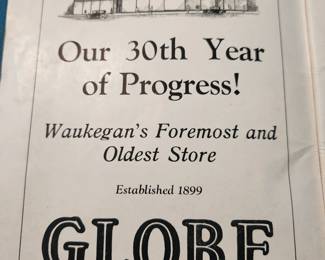 Our 30th Year
of Progress!
Waukegan's Foremost and
Oldest Store
Established 1899
GLOBE